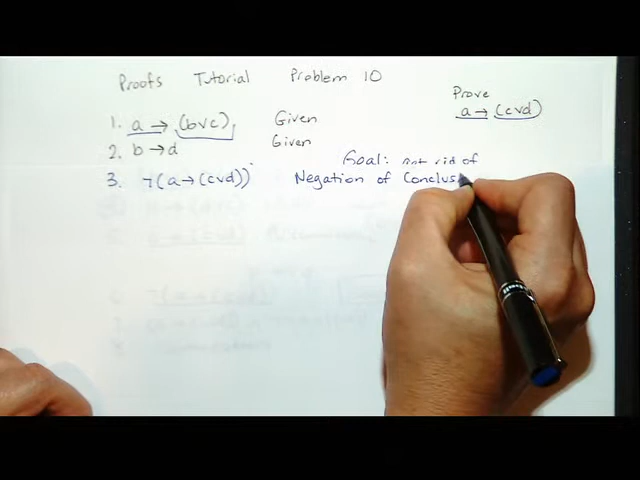 Proofs Tutorial Problem 10
Prove
a → (c∨d)
1. a → (b∨c) Given
2. b → d Given
Goal: get rid of
3. ¬(a → (c∨d)) Negation of Conclus